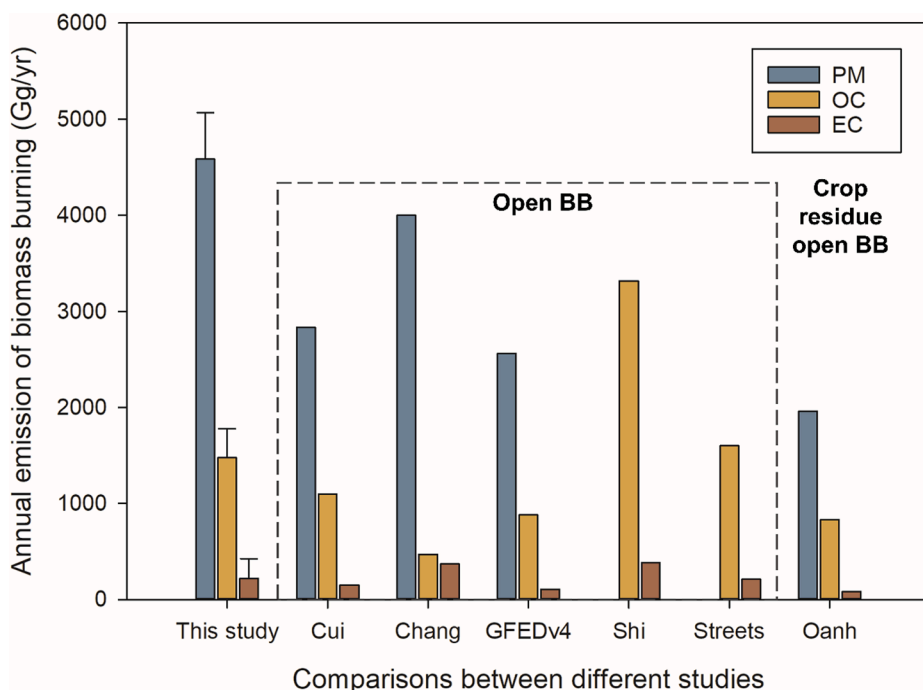 Annual emission of biomass burning (Gg/yr)
6000
5000
4000
3000
2000
1000
0
PM
OC
EC
Open BB
Crop
residue
open BB
This study
Cui
Chang
GFEDv4
Shi
Streets
Oanh
Comparisons between different studies